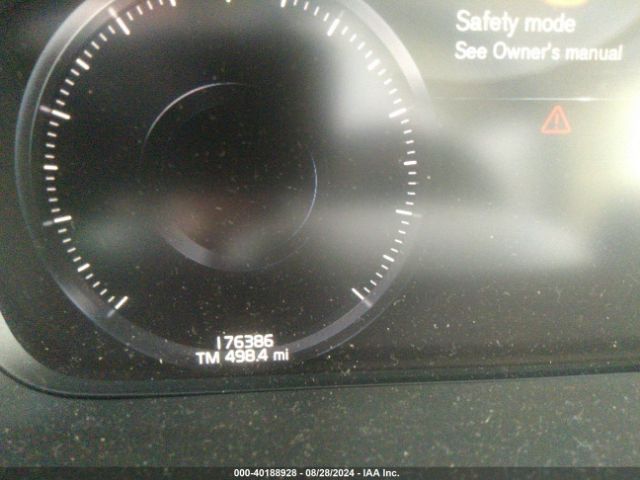 Safety mode
See Owner's manual
176386
TM 498.4 mi
000-40188928 - 08/28/2024 - IAA Inc.